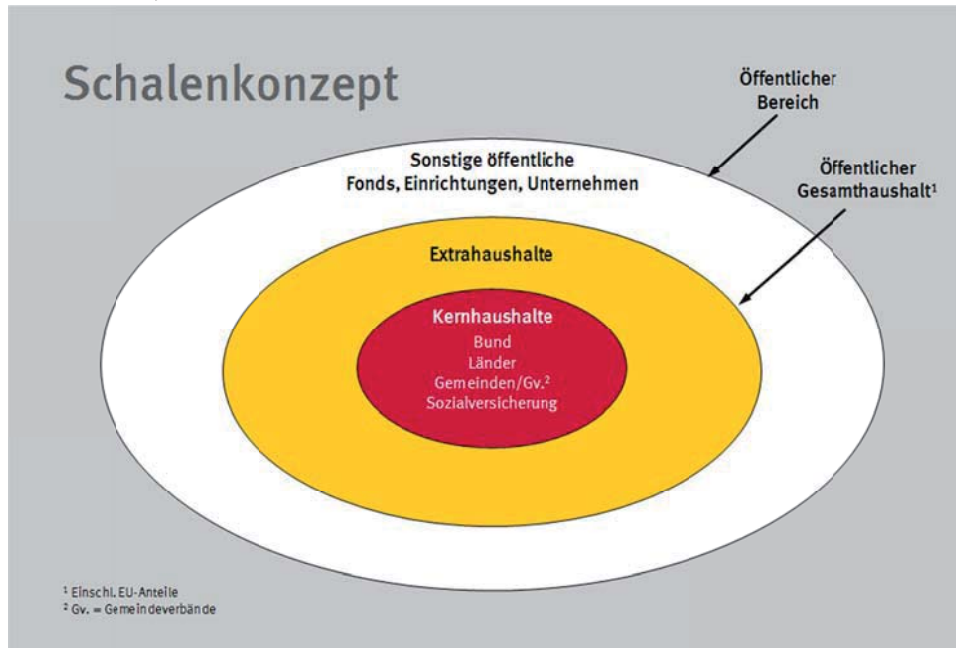 Schalenkonzept
Öffentlicher
Bereich
Öffentlicher
Gesamthaushalt¹
Sonstige öffentliche
Fonds, Einrichtungen, Unternehmen
Extrahaushalte
Kernhaushalte
Bund
Länder
Gemeinden/Gv.²
Sozialversicherung
¹ Einschl. EU-Anteile
² Gv. = Gemeindeverbände